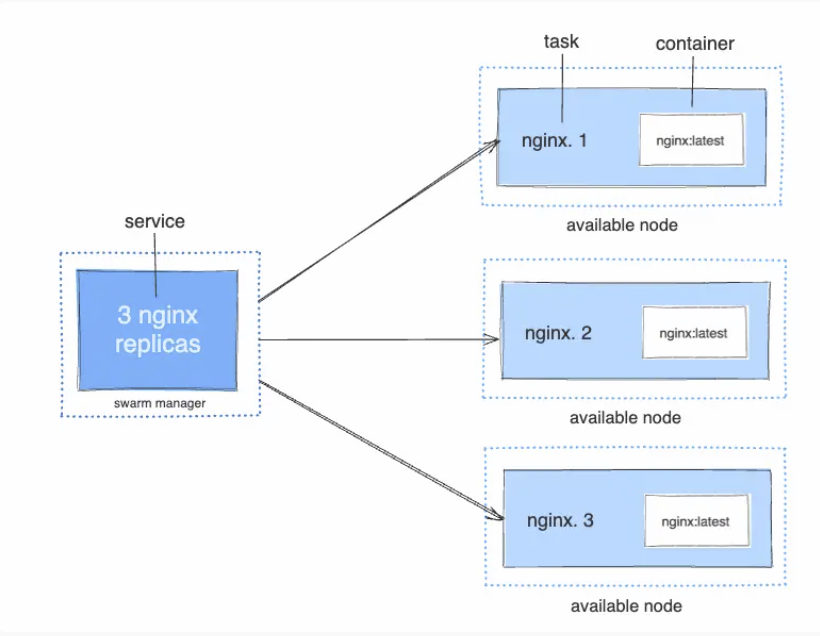 task
container
nginx. 1
nginx:latest
available node
service
3 nginx
replicas
swarm manager
nginx. 2
nginx:latest
available node
nginx. 3
nginx:latest
available node